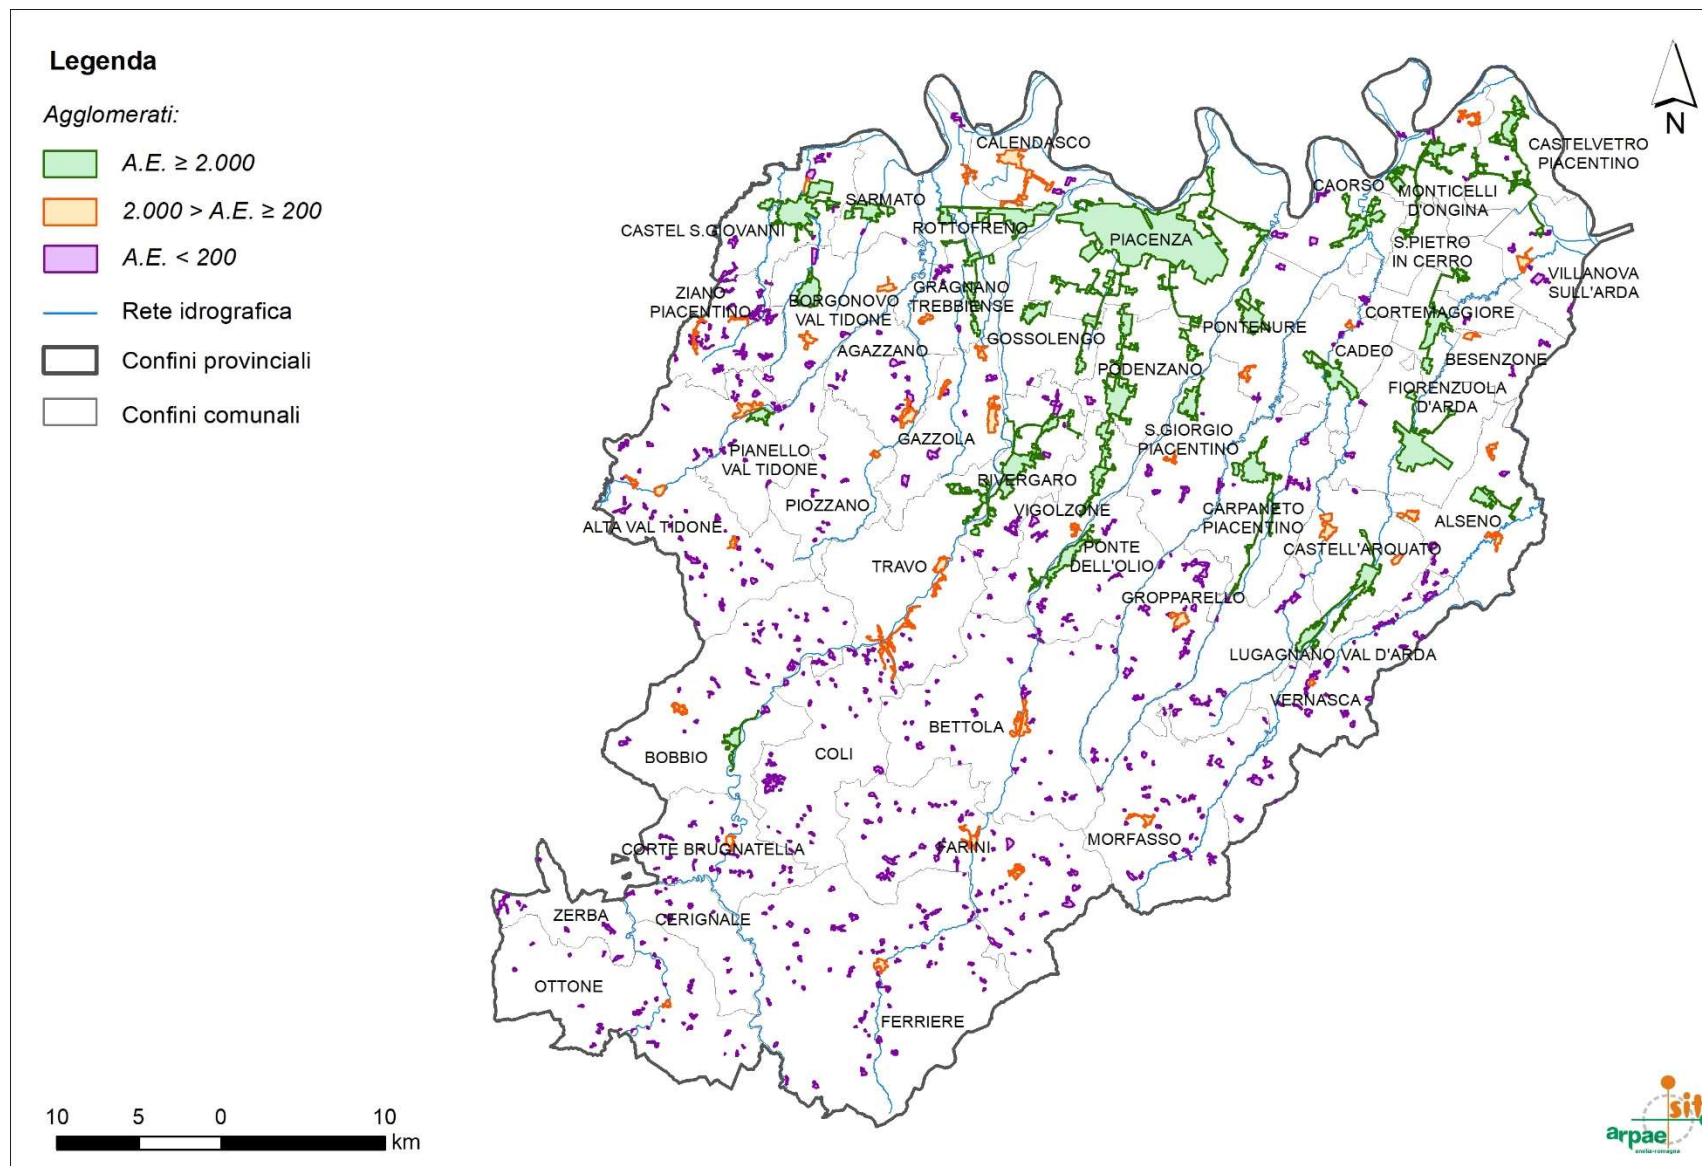 Legenda
Agglomerati:
A.E. ≥ 2.000
2.000 > A.E. ≥ 200
A.E. < 200
Rete idrografica
Confini provinciali
Confini comunali
N
CALENDASCO
CASTELVETRO
PIACENTINO
CAORSO
MONTICELLI
D'ONGINA
SARMATO
CASTEL S.GIOVANNI
ROTTOFRENO
PIACENZA
S.PIETRO
IN CERRO
VILLANOVA
SULL'ARDA
ZIANO
PIACENTINO
BORGONOVO
VAL TIDONE
GRAGNANO
TREBBIENSE
GOSSOLENGO
PONTENURE
CORTEMAGGIORE
AGAZZANO
CADEO
BESENZONE
PODENZANO
FIORENZUOLA
D'ARDA
S.GIORGIO
PIACENTINO
GAZZOLA
PIANELLO
VAL TIDONE
RIVERGARO
PIOZZANO
VIGOLZONE
CARPANETO
PIACENTINO
ALSENO
ALTA VAL TIDONE
CASTELL'ARQUATO
PONTE
DELL'OLIO
TRAVO
GROPPARELLO
LUGAGNANO VAL D'ARDA
VERNASCA
BETTOLA
BOBBIO
COLI
MORFASSO
CORTE BRUGNATELLA
FARINI
ZERBA
CERIGNALE
OTTONE
FERRIERE
10 5 0 10
km
sit
arpae
emilia-romagna